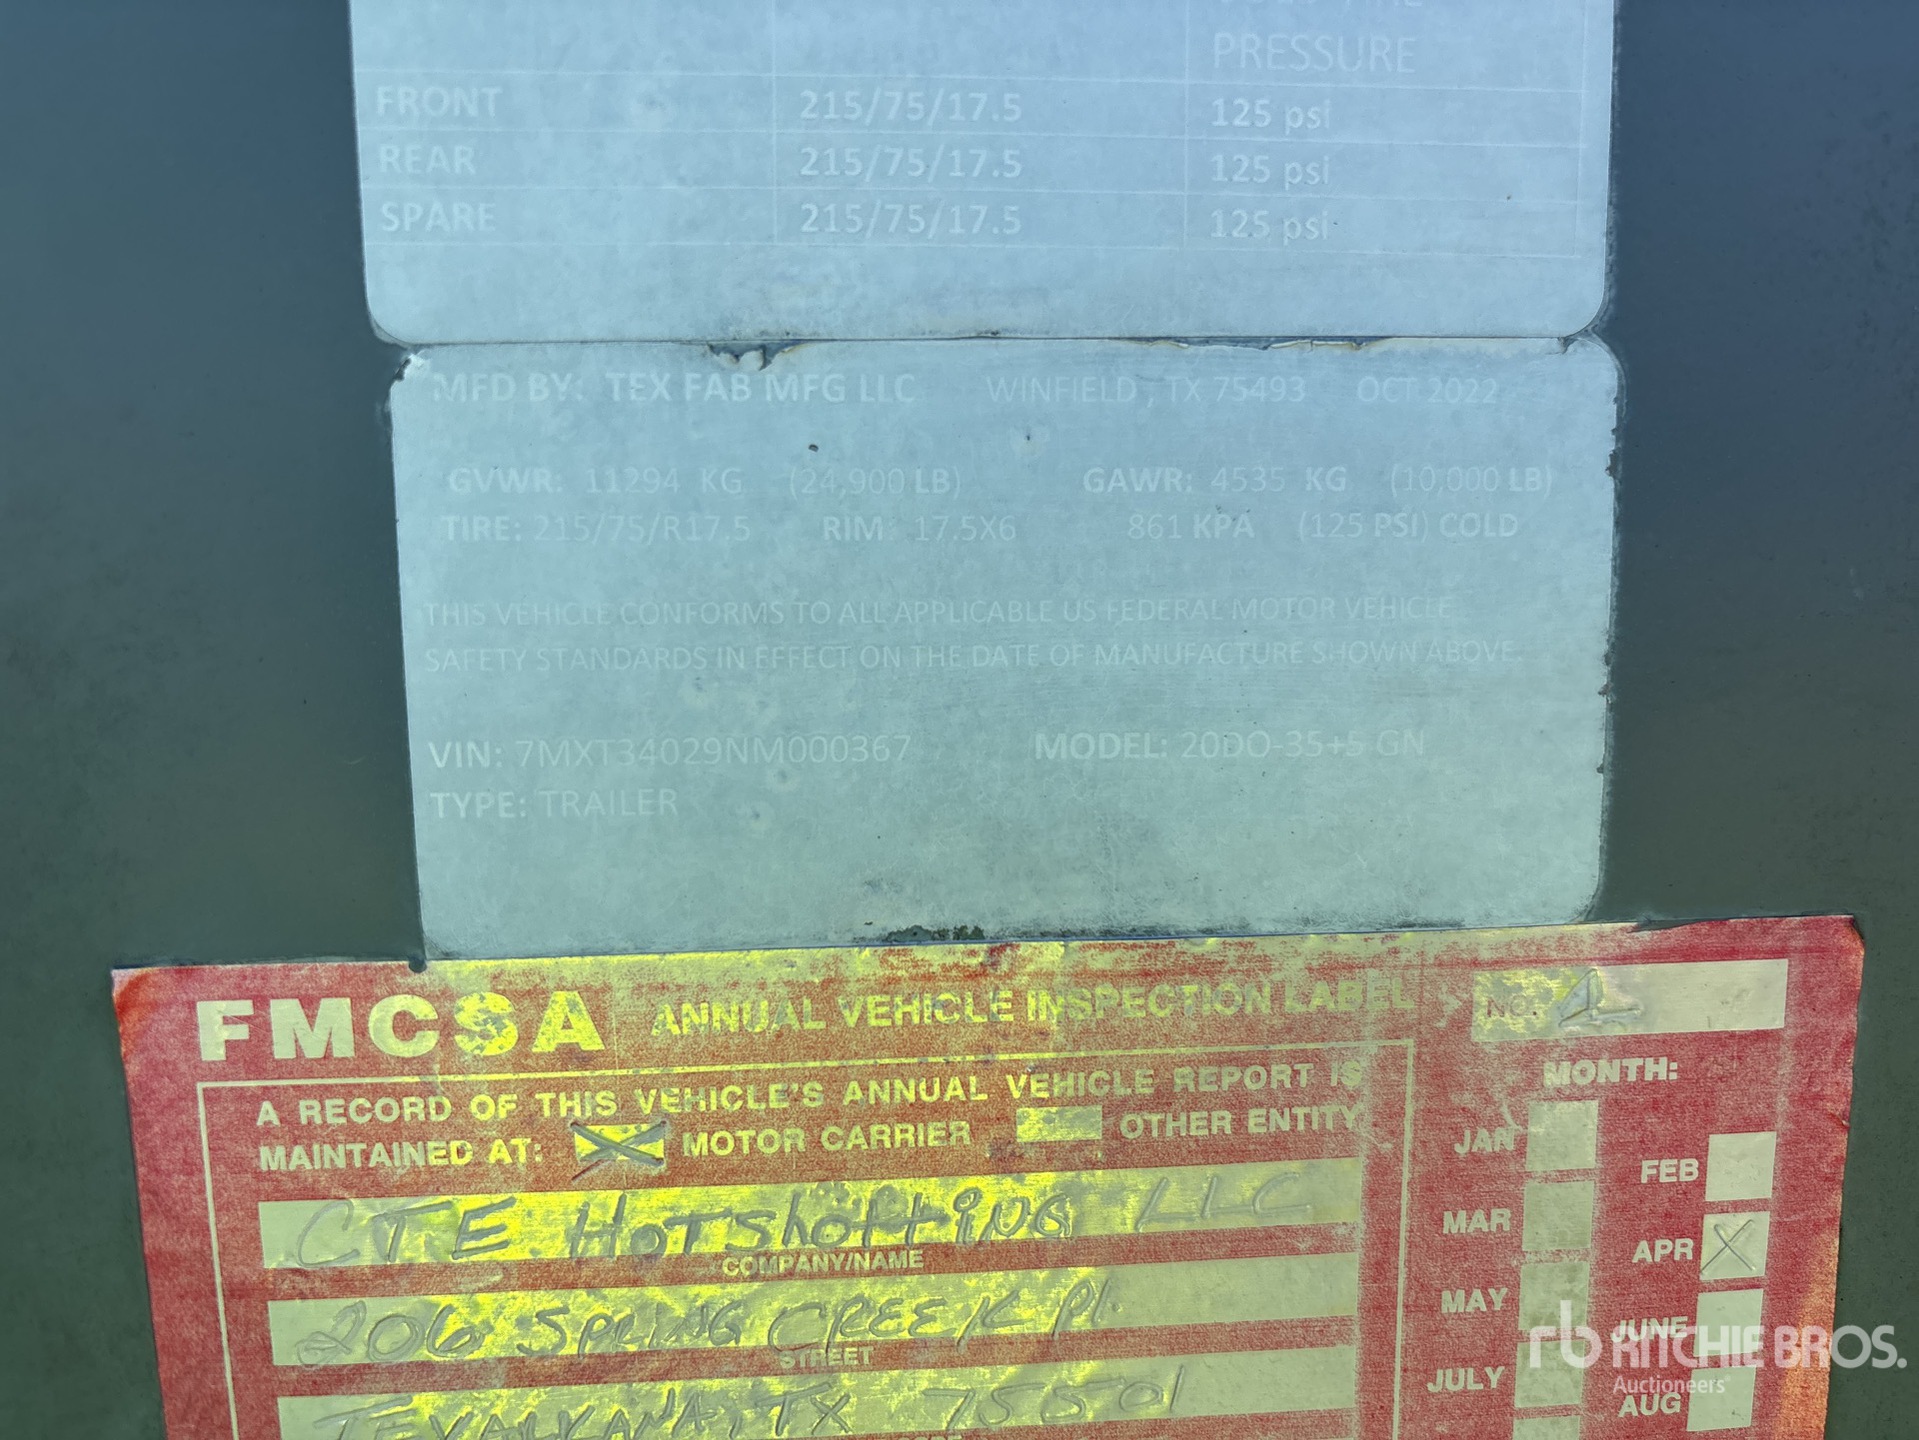 PRESSURE
FRONT 215/75/17.5 125 psi
REAR 215/75/17.5 125 psi
SPARE 215/75/17.5 125 psi
MFD BY: TEX FAB MFG LLC WINFIELD , TX 75493 OCT 2022
GVWR: 11294 KG (24,900 LB) GAWR: 4535 KG (10,000 LB)
TIRE: 215/75/R17.5 RIM: 17.5X6 861 KPA (125 PSI) COLD
THIS VEHICLE CONFORMS TO ALL APPLICABLE US FEDERAL MOTOR VEHICLE
SAFETY STANDARDS IN EFFECT ON THE DATE OF MANUFACTURE SHOWN ABOVE.
VIN: 7MXT34029NM000367 MODEL: 20DO-35+5 GN
TYPE: TRAILER
FMCSA ANNUAL VEHICLE INSPECTION LABEL NO.
A RECORD OF THIS VEHICLE'S ANNUAL VEHICLE REPORT IS
MAINTAINED AT: X MOTOR CARRIER OTHER ENTITY
CTE HOTSHOTTING LLC
COMPANY/NAME
206 SPRING CREEK Pl.
STREET
TEXARKANA, TX 75501
MONTH:
JAN FEB
MAR APR X
MAY JUNE
JULY AUG
rb RITCHIE BROS.
Auctioneers